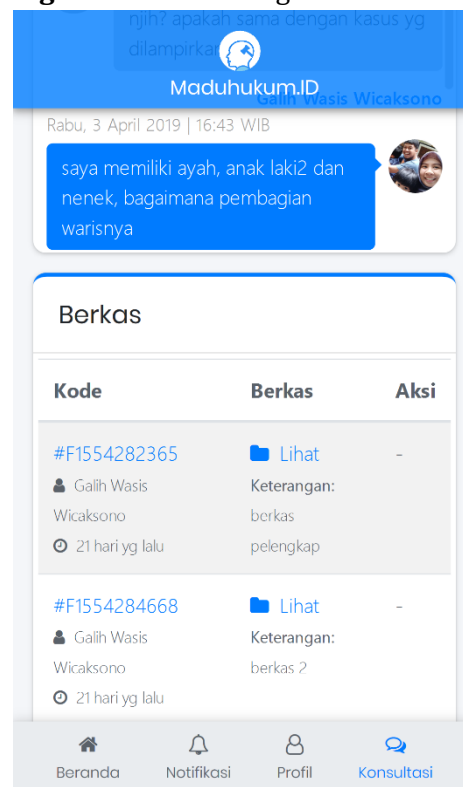 njih? apakah sama dengan kasus yg
dilampirkan
Maduhukum.ID
Galih Wasis Wicaksono
Rabu, 3 April 2019 | 16:43 WIB
saya memiliki ayah, anak laki2 dan
nenek, bagaimana pembagian
warisnya
Berkas
Kode Berkas Aksi
#F1554282365 Lihat -
Galih Wasis Keterangan:
Wicaksono berkas
21 hari yg lalu pelengkap
#F1554284668 Lihat -
Galih Wasis Keterangan:
Wicaksono berkas 2
21 hari yg lalu
Beranda Notifikasi Profil Konsultasi